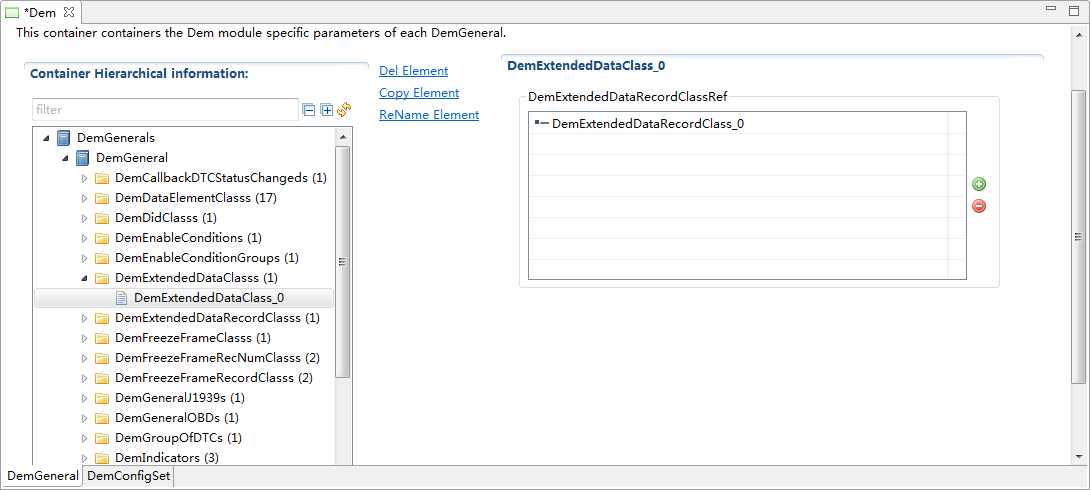 *Dem
This container containers the Dem module specific parameters of each DemGeneral.
Container Hierarchical information:
filter
DemGenerals
DemGeneral
DemCallbackDTCStatusChangeds (1)
DemDataElementClasss (17)
DemDidClasss (1)
DemEnableConditions (1)
DemEnableConditionGroups (1)
DemExtendedDataClasss (1)
DemExtendedDataClass_0
DemExtendedDataRecordClasss (1)
DemFreezeFrameClasss (1)
DemFreezeFrameRecNumClasss (2)
DemFreezeFrameRecordClasss (2)
DemGeneralJ1939s (1)
DemGeneralOBDs (1)
DemGroupOfDTCs (1)
DemIndicators (3)
Del Element
Copy Element
ReName Element
DemExtendedDataClass_0
DemExtendedDataRecordClassRef
DemExtendedDataRecordClass_0
DemGeneral
DemConfigSet